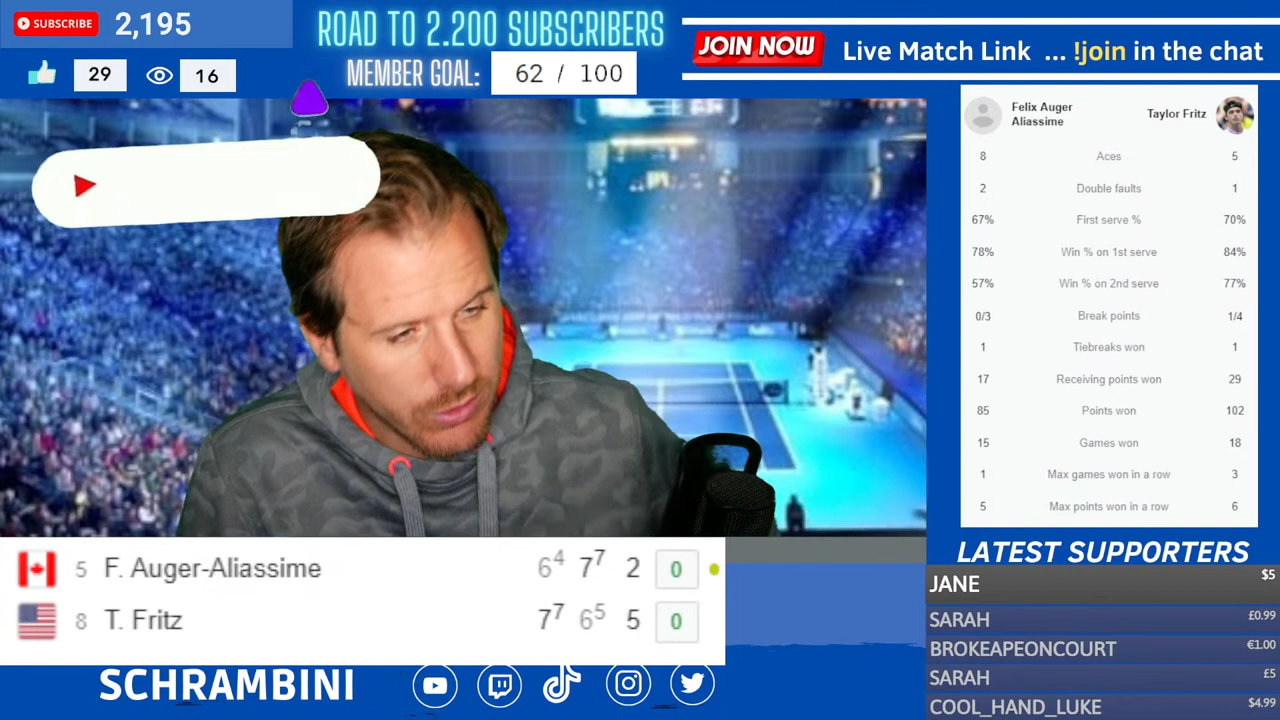 SUBSCRIBE 2,195
29 16
ROAD TO 2.200 SUBSCRIBERS
MEMBER GOAL: 62 / 100
JOIN NOW Live Match Link ... !join in the chat
Felix Auger Aliassime Taylor Fritz
8 Aces 5
2 Double faults 1
67% First serve % 70%
78% Win % on 1st serve 84%
57% Win % on 2nd serve 77%
0/3 Break points 1/4
1 Tiebreaks won 1
17 Receiving points won 29
85 Points won 102
15 Games won 18
1 Max games won in a row 3
5 Max points won in a row 6
5 F. Auger-Aliassime 6⁴ 7⁷ 2 0
8 T. Fritz 7⁷ 6⁵ 5 0
SCHRAMBINI
LATEST SUPPORTERS
JANE $5
SARAH £0.99
BROKEAPEONCOURT €1.00
SARAH £5
COOL_HAND_LUKE $4.99